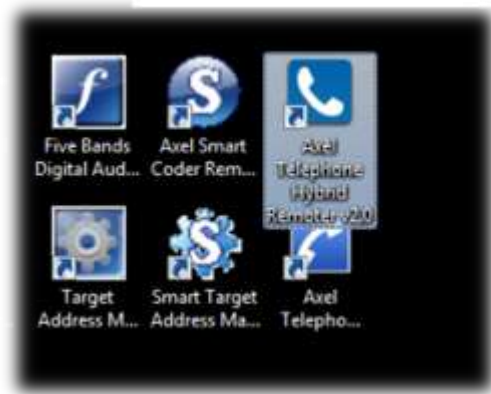 Five Bands
Digital Aud...
Axel Smart
Coder Rem...
Axel
Telephone
Hybrid
Remoter v2.0
Target
Address M...
Smart Target
Address Ma...
Axel
Telepho...